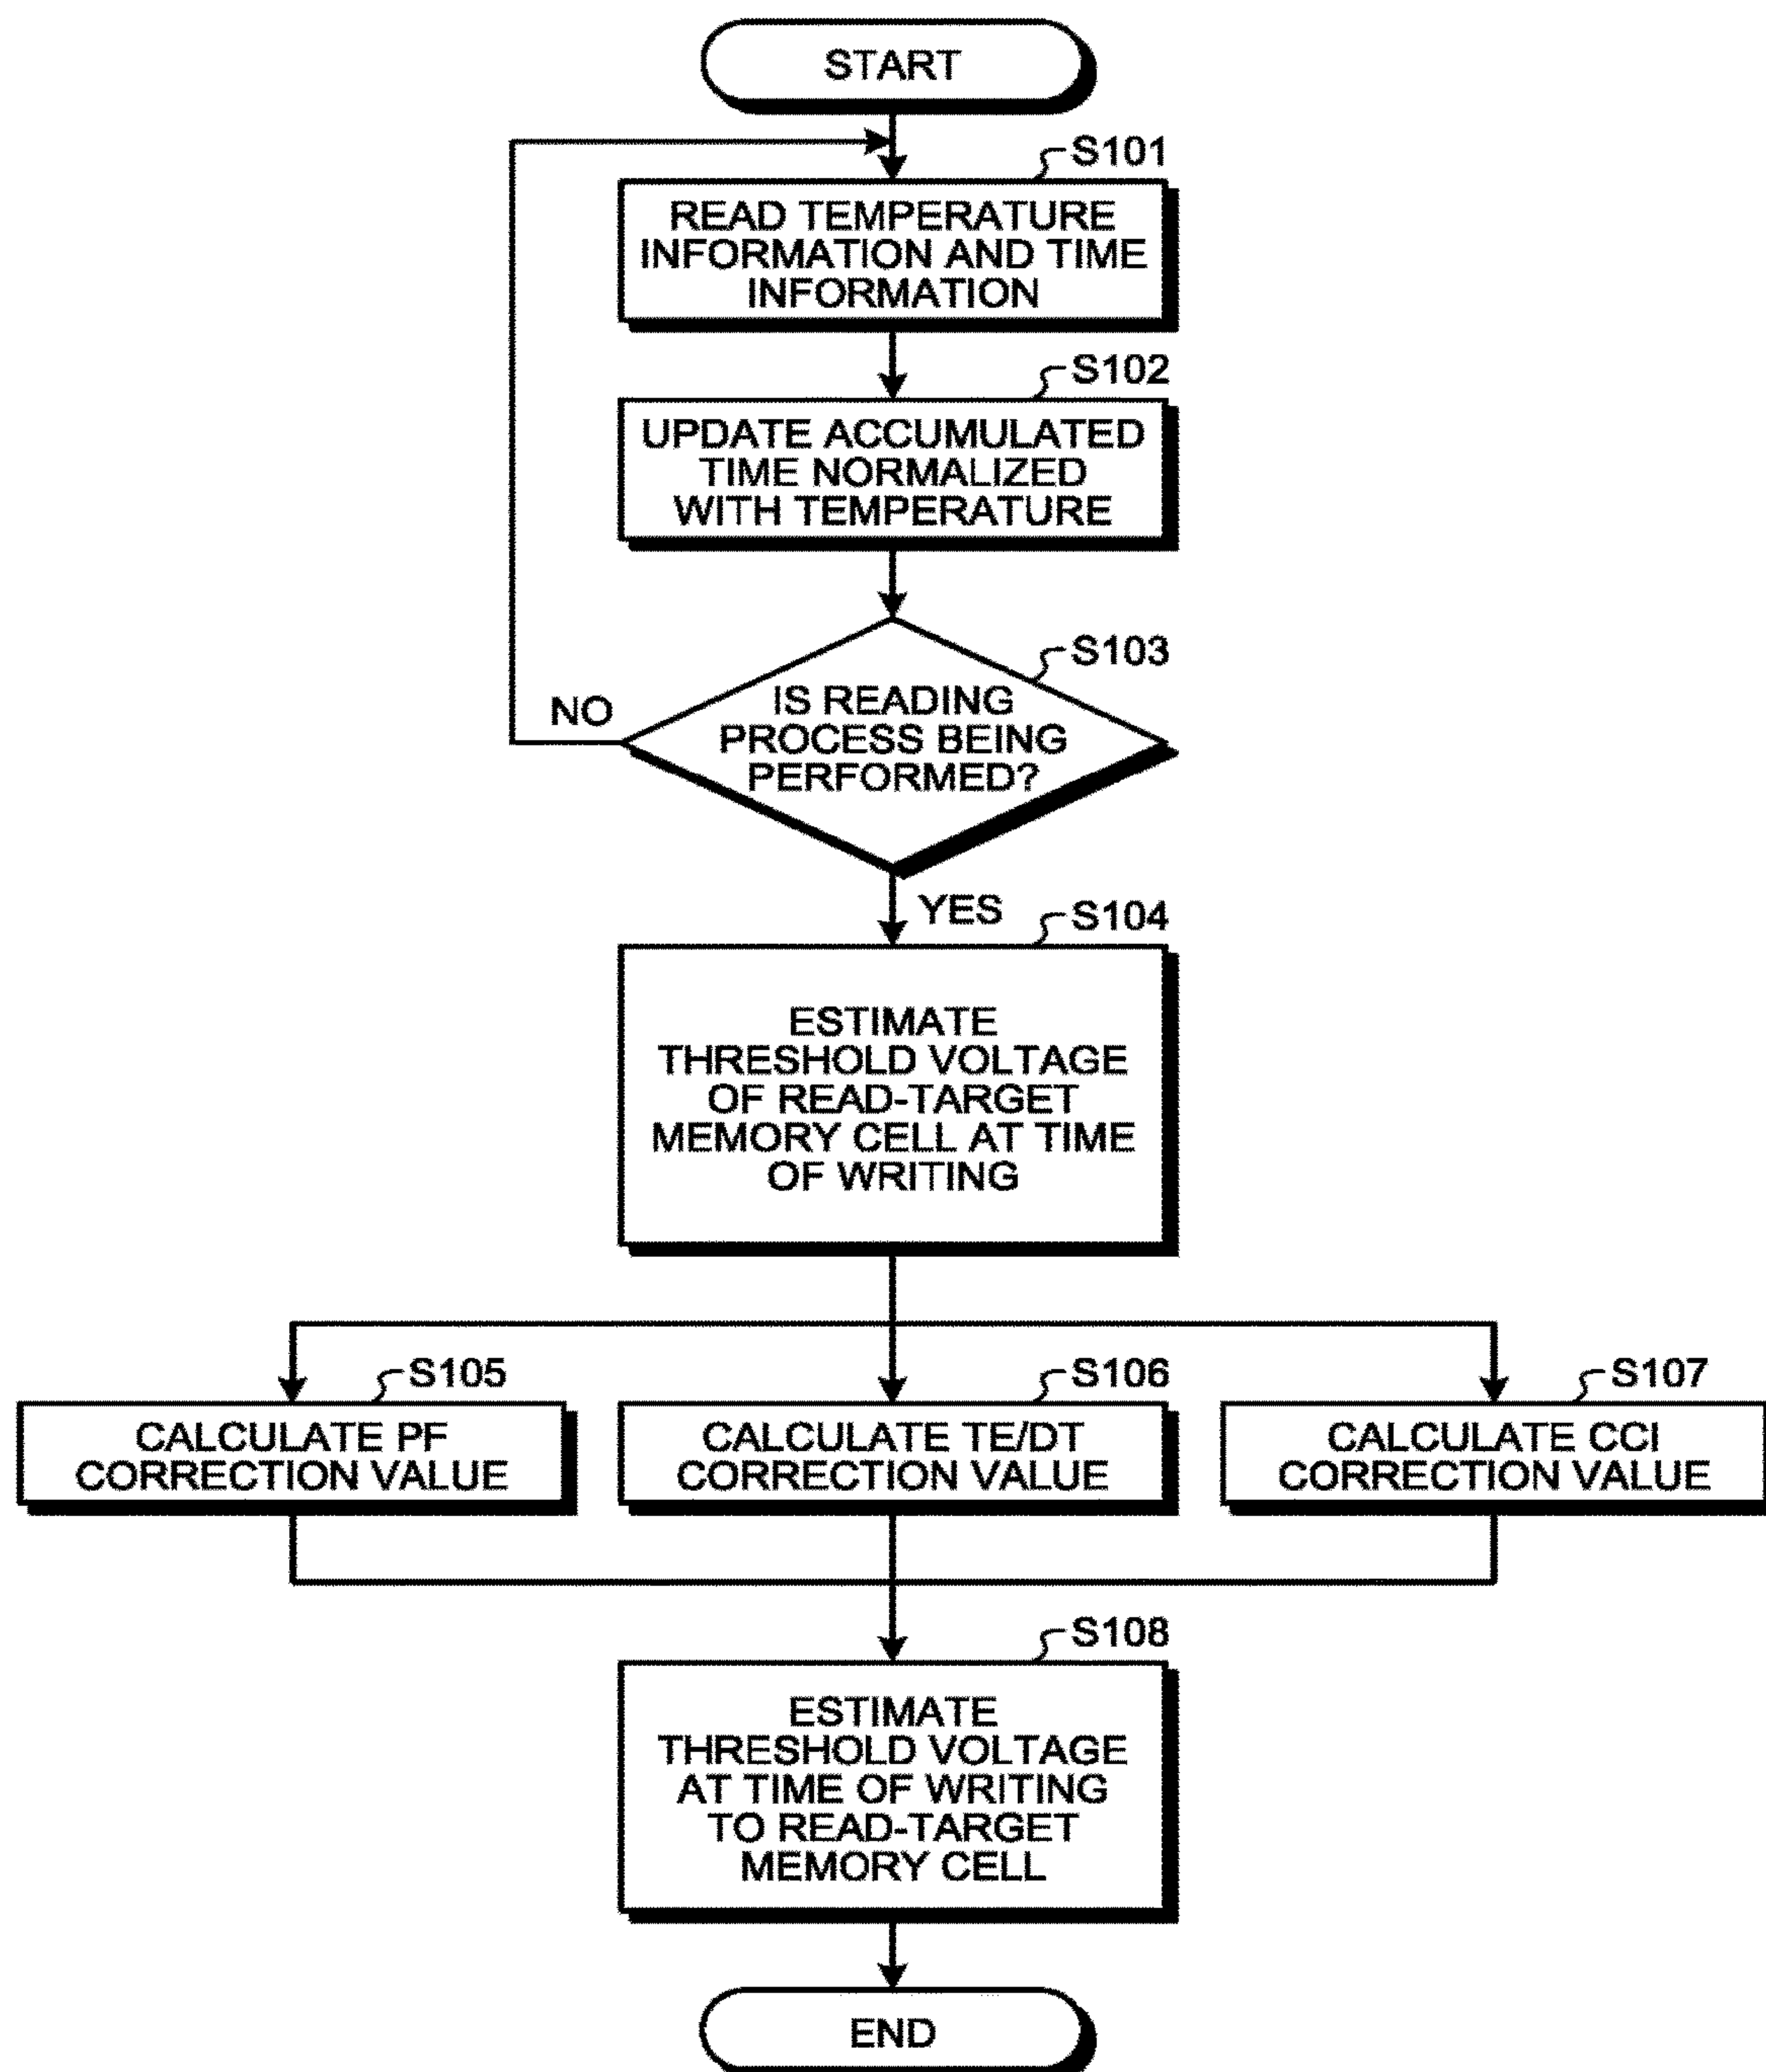 START
S101
READ TEMPERATURE
INFORMATION AND TIME
INFORMATION
S102
UPDATE ACCUMULATED
TIME NORMALIZED
WITH TEMPERATURE
S103
IS READING
PROCESS BEING
PERFORMED?
NO
YES
S104
ESTIMATE
THRESHOLD VOLTAGE
OF READ-TARGET
MEMORY CELL AT TIME
OF WRITING
S105
CALCULATE PF
CORRECTION VALUE
S106
CALCULATE TE/DT
CORRECTION VALUE
S107
CALCULATE CCI
CORRECTION VALUE
S108
ESTIMATE
THRESHOLD VOLTAGE
AT TIME OF WRITING
TO READ-TARGET
MEMORY CELL
END